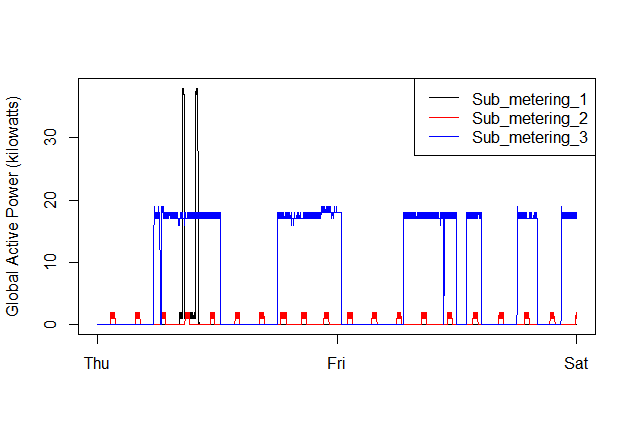 Global Active Power (kilowatts)
30
20
10
0
Sub_metering_1
Sub_metering_2
Sub_metering_3
Thu
Fri
Sat